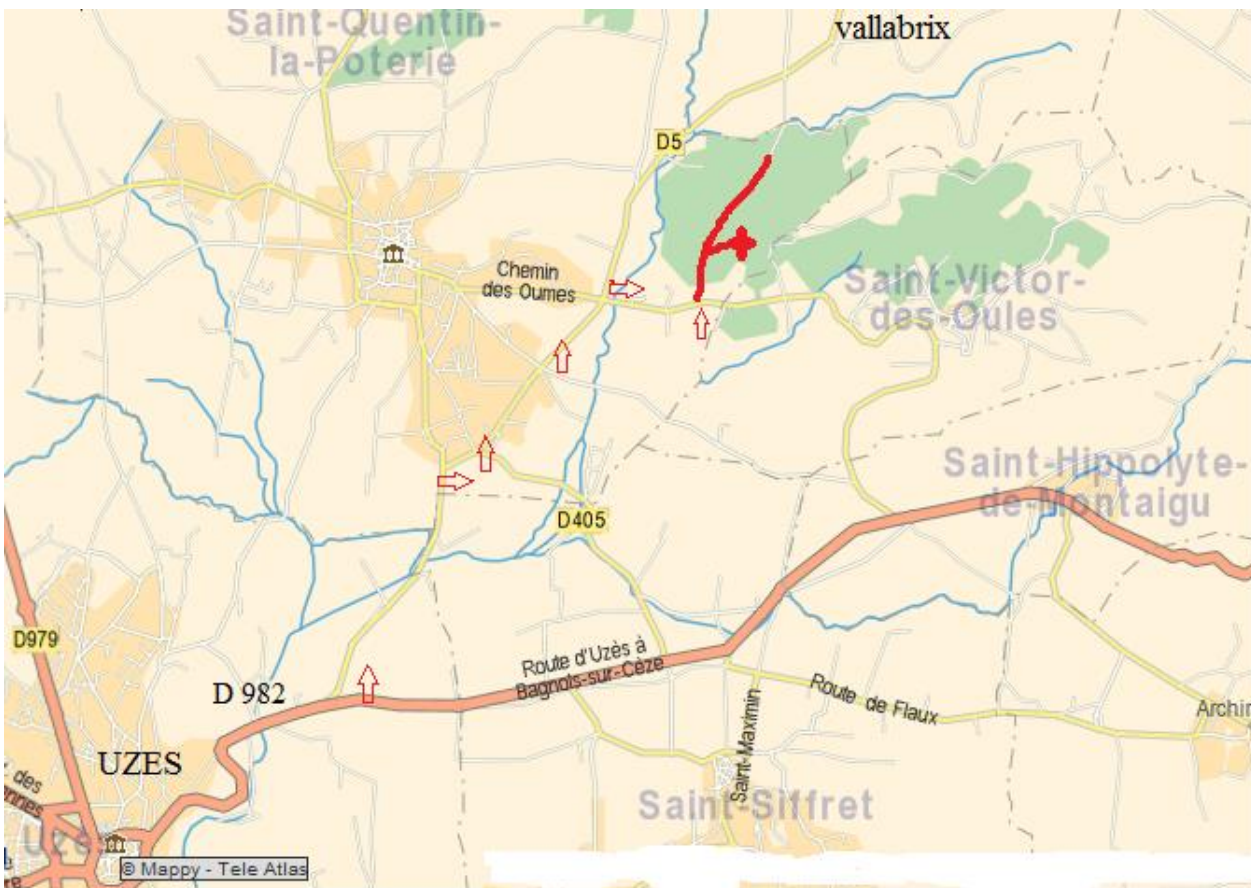 Saint-Quentin-
la-Poterie
vallabrix
D5
Chemin
des Oumes
Saint-Victor-
des-Oules
Saint-Hippolyte-
de-Montaigu
D405
D979
Route d'Uzès à
Bagnols-sur-Cèze
D 982
Route de Flaux
Saint-Maximin
Archin
UZES
des
ennes
Uzès
Saint-Siffret
© Mappy - Tele Atlas